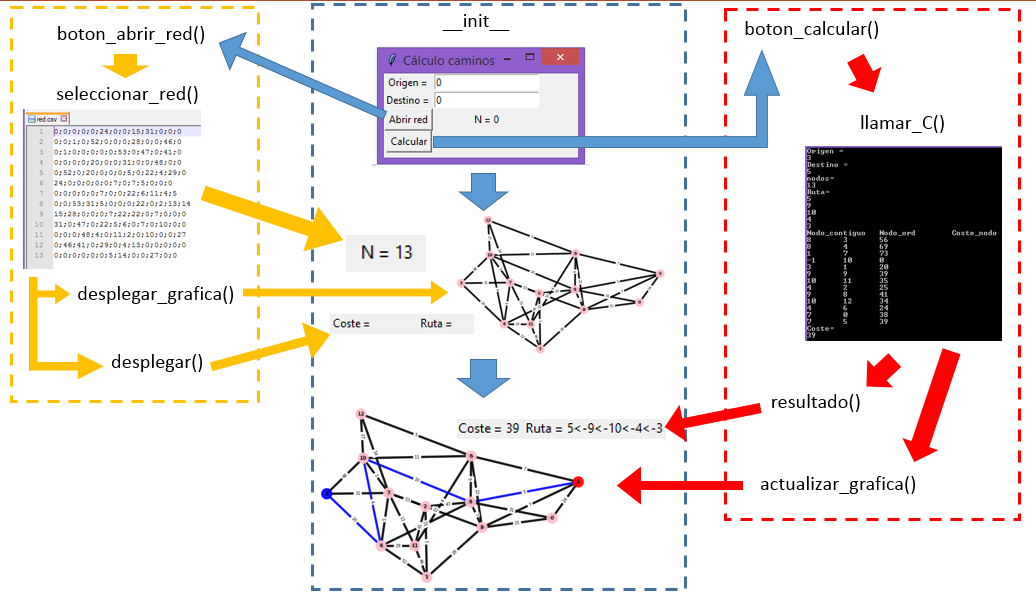 __init__
boton_abrir_red()
seleccionar_red()
red.csv
1 0;0;0;0;0;24;0;0;15;31;0;0;0
2 0;0;1;0;52;0;0;0;28;0;0;46;0
3 0;1;0;0;0;0;0;53;0;47;0;41;0
4 0;0;0;0;20;0;0;31;0;0;48;0;0
5 0;52;0;20;0;0;0;5;0;22;4;29;0
6 24;0;0;0;0;0;7;0;7;5;0;0;0
7 0;0;0;0;0;7;0;0;22;6;11;4;5
8 0;0;53;31;5;0;0;0;22;0;2;13;14
9 15;28;0;0;0;7;22;22;0;7;0;0;0
10 31;0;47;0;22;5;6;0;7;0;10;0;0
11 0;0;0;48;4;0;11;2;0;10;0;0;27
12 0;46;41;0;29;0;4;13;0;0;0;0;0
13 0;0;0;0;0;0;5;14;0;0;27;0;0
desplegar_grafica()
desplegar()
Cálculo caminos
Origen = 0
Destino = 0
Abrir red N = 0
Calcular
N = 13
Coste = Ruta =
Coste = 39 Ruta = 5<-9<-10<-4<-3
boton_calcular()
llamar_C()
Origen =
3
Destino =
5
nodos=
13
Ruta=
5
9
10
4
3
Nodo_contiguo Nodo_ord Coste_nodo
8 3 56
8 4 69
1 7 73
-1 10 0
3 1 20
9 9 39
10 11 35
4 2 25
9 8 41
10 12 34
4 6 24
7 0 38
7 5 39
Coste=
39
resultado()
actualizar_grafica()